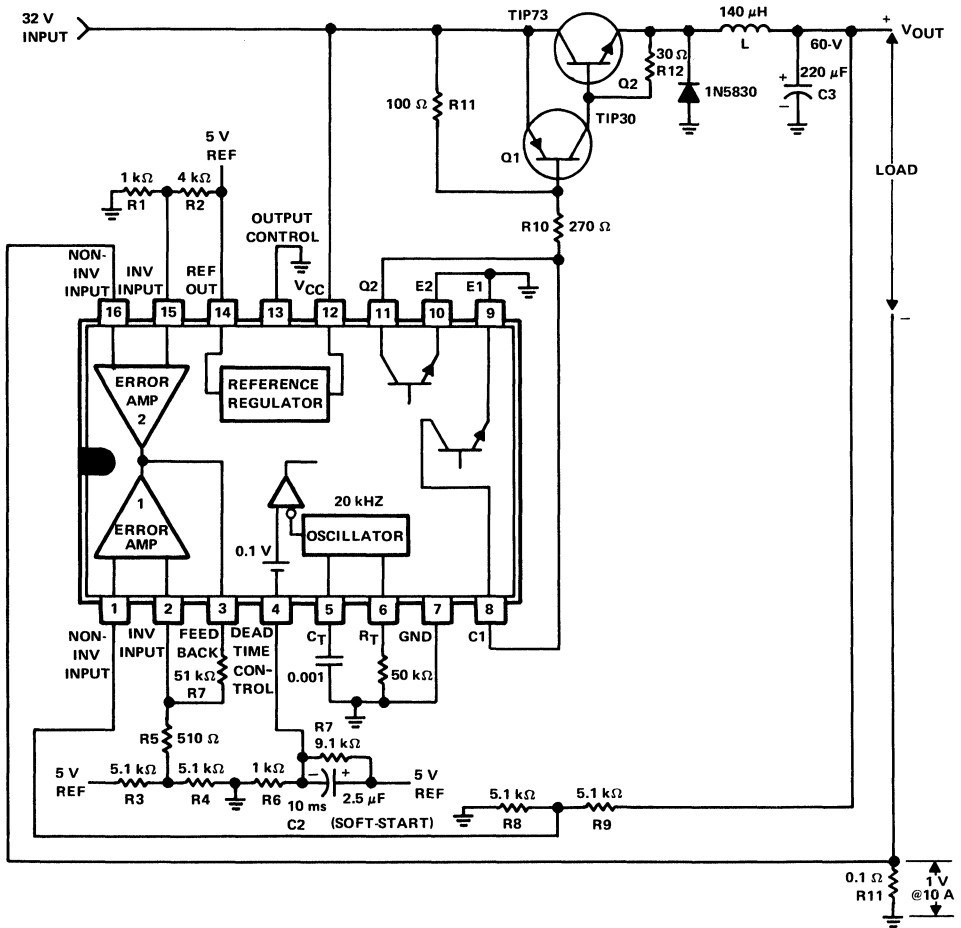 32 V
INPUT
TIP73
140 μH
L
+
VOUT
60-V
30 Ω
R12
Q2
220 μF
+
−
C3
1N5830
100 Ω
R11
TIP30
Q1
LOAD
5 V
REF
1 kΩ
R1
4 kΩ
R2
OUTPUT
CONTROL
R10
270 Ω
NON-
INV
INPUT
INV
INPUT
REF
OUT
VCC
Q2
E2
E1
16
15
14
13
12
11
10
9
−
ERROR
AMP
2
REFERENCE
REGULATOR
1
ERROR
AMP
20 kHZ
OSCILLATOR
0.1 V
1
2
3
4
5
6
7
8
NON-
INV
INPUT
INV
INPUT
FEED
BACK
DEAD
TIME
CON-
TROL
CT
RT
GND
C1
51 kΩ
R7
0.001
50 kΩ
R5
510 Ω
R7
9.1 kΩ
5 V
REF
5.1 kΩ
R3
5.1 kΩ
R4
1 kΩ
R6
−
+
5 V
REF
10 ms
C2
2.5 μF
(SOFT-START)
5.1 kΩ
R8
5.1 kΩ
R9
0.1 Ω
R11
1 V
@10 A